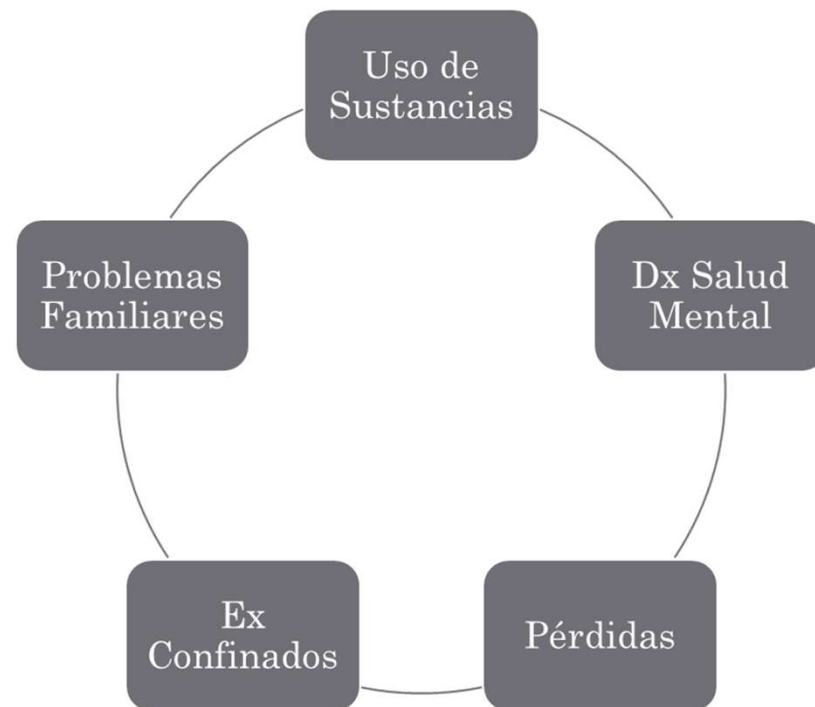 Uso de
Sustancias
Dx Salud
Mental
Pérdidas
Ex
Confinados
Problemas
Familiares